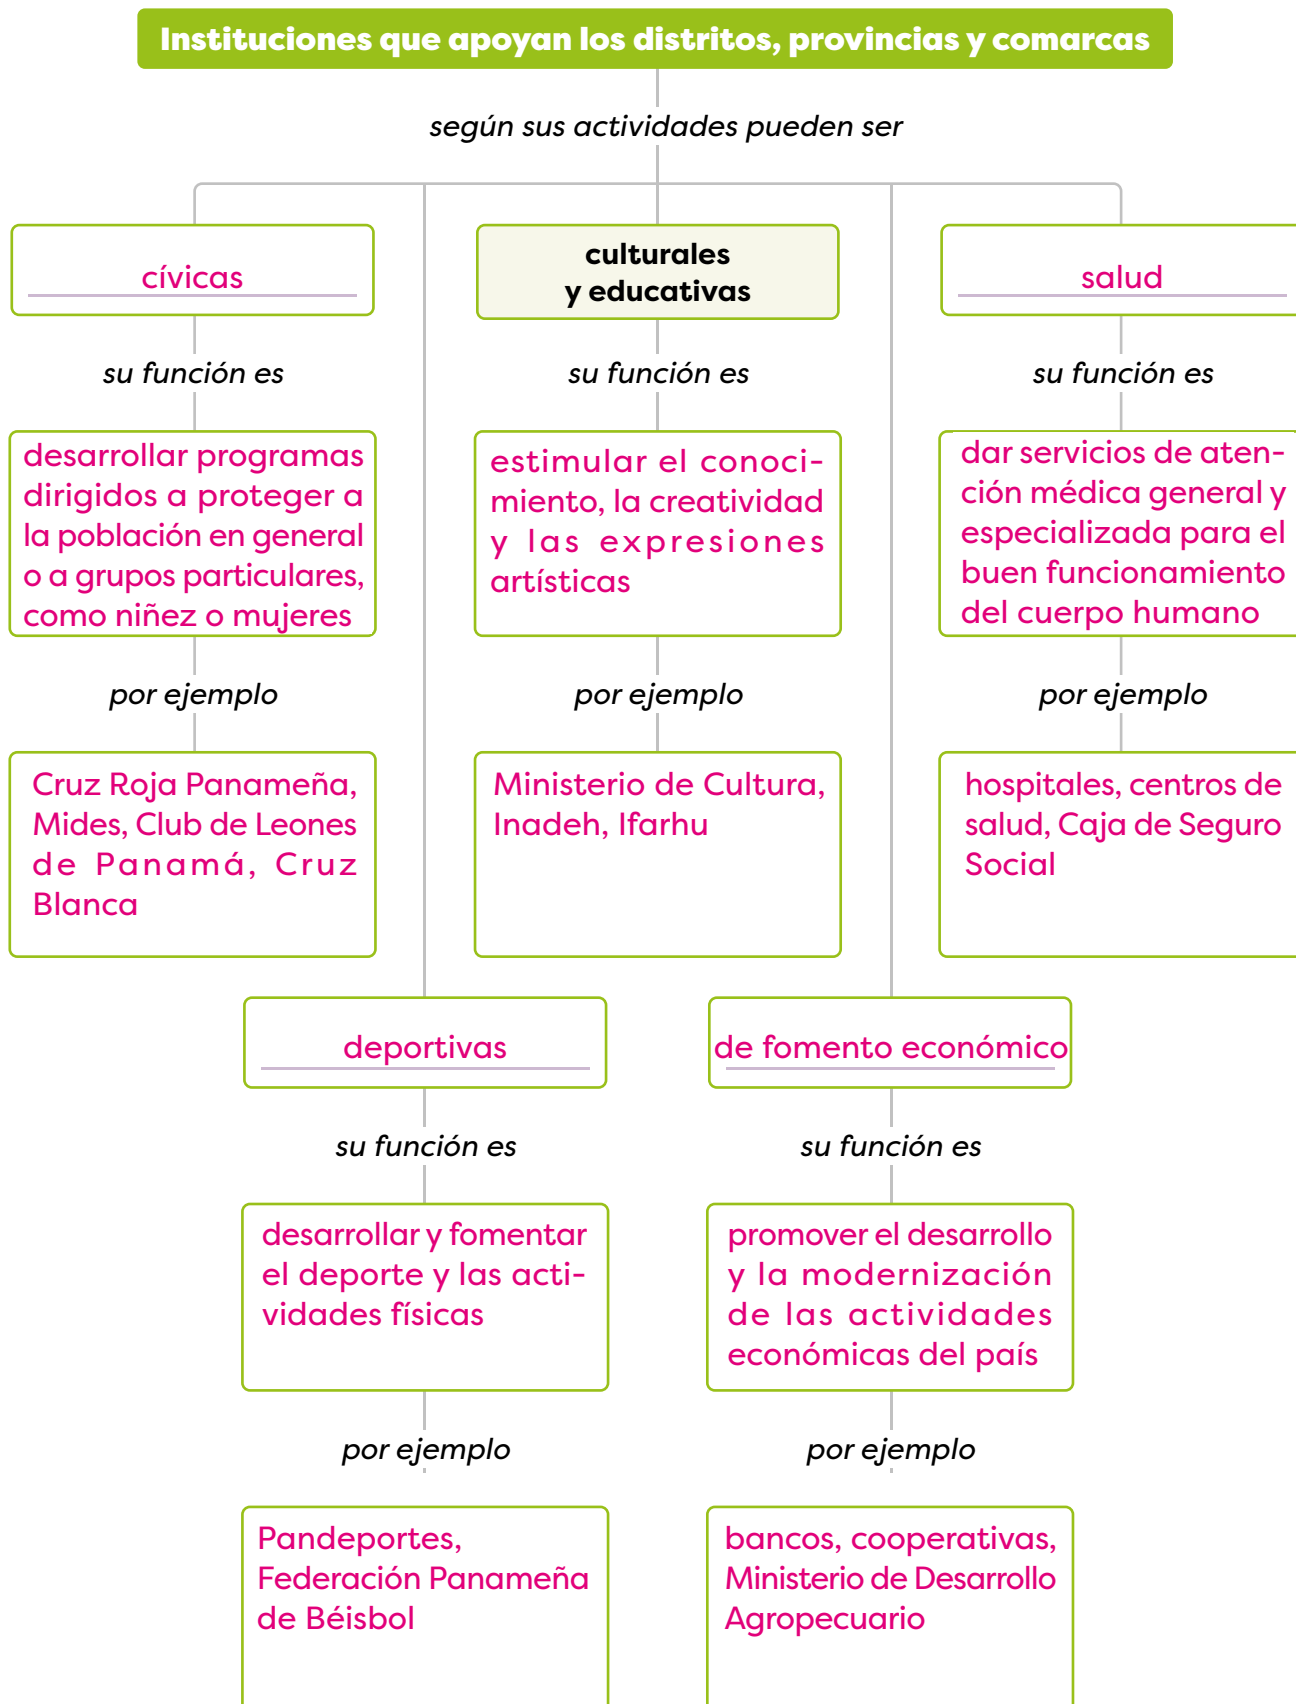 Instituciones que apoyan los distritos, provincias y comarcas
según sus actividades pueden ser
cívicas
su función es
desarrollar programas
dirigidos a proteger a
la población en general
o a grupos particulares,
como niñez o mujeres
por ejemplo
Cruz Roja Panameña,
Mides, Club de Leones
de Panamá, Cruz
Blanca
culturales
y educativas
su función es
estimular el conoci-
miento, la creatividad
y las expresiones
artísticas
por ejemplo
Ministerio de Cultura,
Inadeh, Ifarhu
salud
su función es
dar servicios de aten-
ción médica general y
especializada para el
buen funcionamiento
del cuerpo humano
por ejemplo
hospitales, centros de
salud, Caja de Seguro
Social
deportivas
su función es
desarrollar y fomentar
el deporte y las acti-
vidades físicas
por ejemplo
Pandeportes,
Federación Panameña
de Béisbol
de fomento económico
su función es
promover el desarrollo
y la modernización
de las actividades
económicas del país
por ejemplo
bancos, cooperativas,
Ministerio de Desarrollo
Agropecuario